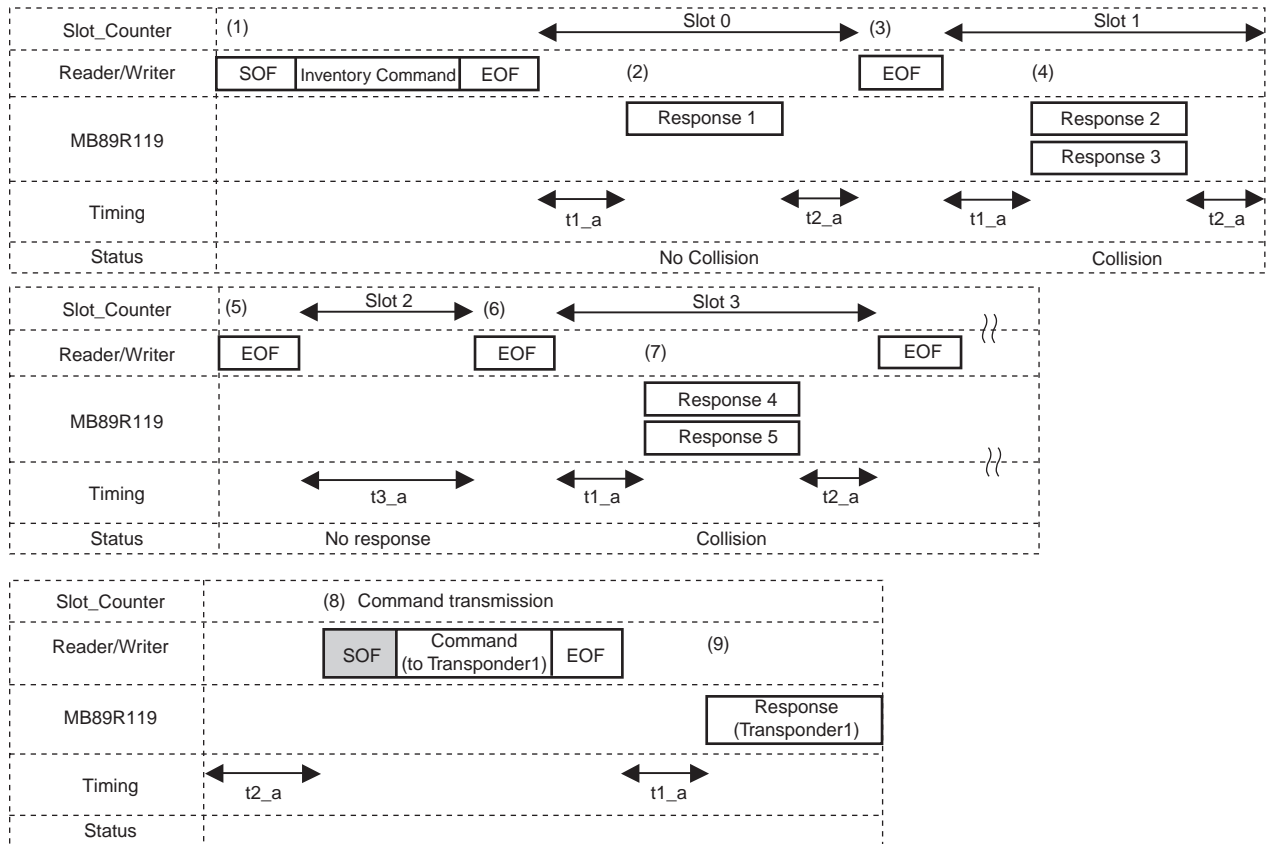 Slot_Counter (1) Slot 0 (3) Slot 1
Reader/Writer SOF Inventory Command EOF (2) EOF (4)
MB89R119 Response 1 Response 2
Response 3
Timing t1_a t2_a t1_a t2_a
Status No Collision Collision
Slot_Counter (5) Slot 2 (6) Slot 3
Reader/Writer EOF EOF (7) EOF
MB89R119 Response 4
Response 5
Timing t3_a t1_a t2_a
Status No response Collision
Slot_Counter (8) Command transmission
Reader/Writer SOF Command (to Transponder1) EOF (9)
MB89R119 Response (Transponder1)
Timing t2_a t1_a
Status